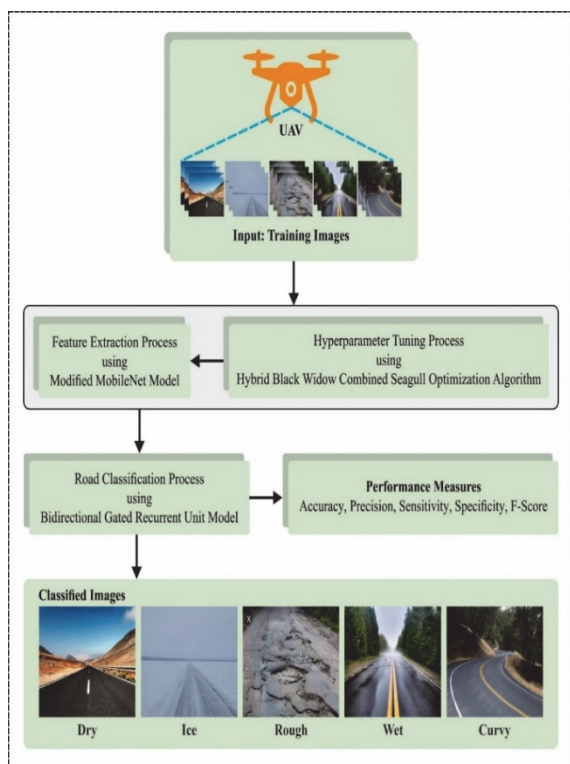 UAV
Input: Training Images
Feature Extraction Process
using
Modified MobileNet Model
Hyperparameter Tuning Process
using
Hybrid Black Widow Combined Seagull Optimization Algorithm
Road Classification Process
using
Bidirectional Gated Recurrent Unit Model
Performance Measures
Accuracy, Precision, Sensitivity, Specificity, F-Score
Classified Images
X
Dry
Ice
Rough
Wet
Curvy